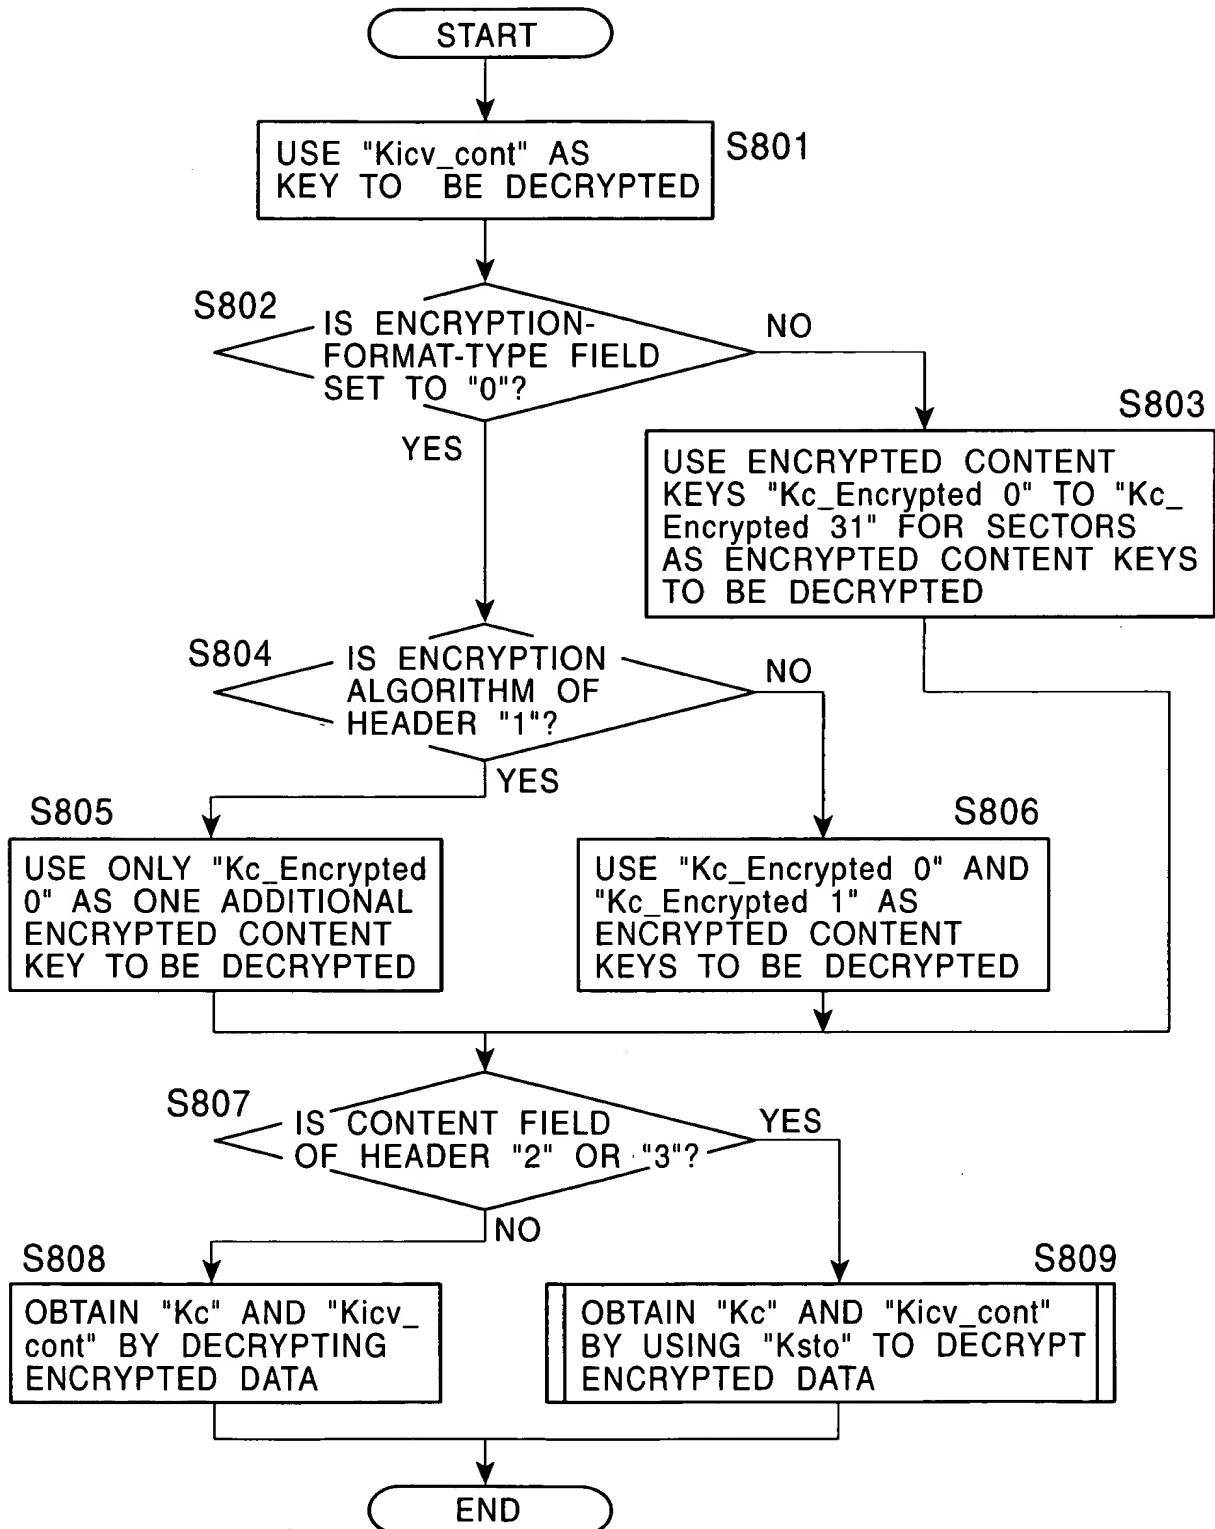 START
S801
USE "Kicv_cont" AS
KEY TO BE DECRYPTED
S802
IS ENCRYPTION-
FORMAT-TYPE FIELD
SET TO "0"?
NO
YES
S803
USE ENCRYPTED CONTENT
KEYS "Kc_Encrypted 0" TO "Kc_
Encrypted 31" FOR SECTORS
AS ENCRYPTED CONTENT KEYS
TO BE DECRYPTED
S804
IS ENCRYPTION
ALGORITHM OF
HEADER "1"?
NO
YES
S805
USE ONLY "Kc_Encrypted
0" AS ONE ADDITIONAL
ENCRYPTED CONTENT
KEY TO BE DECRYPTED
S806
USE "Kc_Encrypted 0" AND
"Kc_Encrypted 1" AS
ENCRYPTED CONTENT
KEYS TO BE DECRYPTED
S807
IS CONTENT FIELD
OF HEADER "2" OR "3"?
YES
NO
S808
OBTAIN "Kc" AND "Kicv_
cont" BY DECRYPTING
ENCRYPTED DATA
S809
OBTAIN "Kc" AND "Kicv_cont"
BY USING "Ksto" TO DECRYPT
ENCRYPTED DATA
END